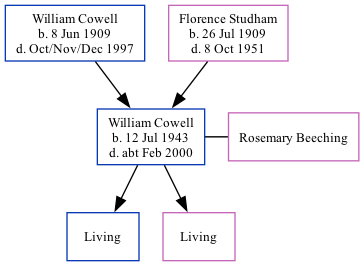 William Cowell
b. 8 Jun 1909
d. Oct/Nov/Dec 1997
Florence Studham
b. 26 Jul 1909
d. 8 Oct 1951
William Cowell
b. 12 Jul 1943
d. abt Feb 2000
Rosemary Beeching
Living
Living